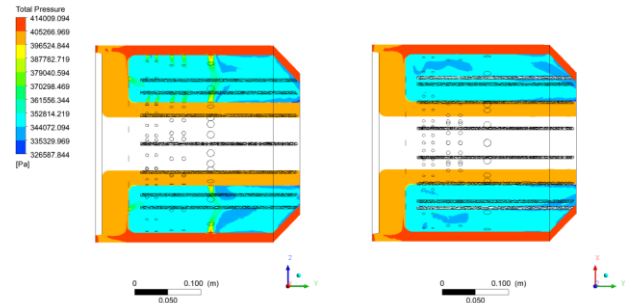 Total Pressure
414009.094
405266.969
396524.844
387782.719
379040.594
370298.469
361556.344
352814.219
344072.094
335329.969
326587.844
[Pa]
0 0.100 (m)
0.050
Z
Y
0 0.100 (m)
0.050
X
Y